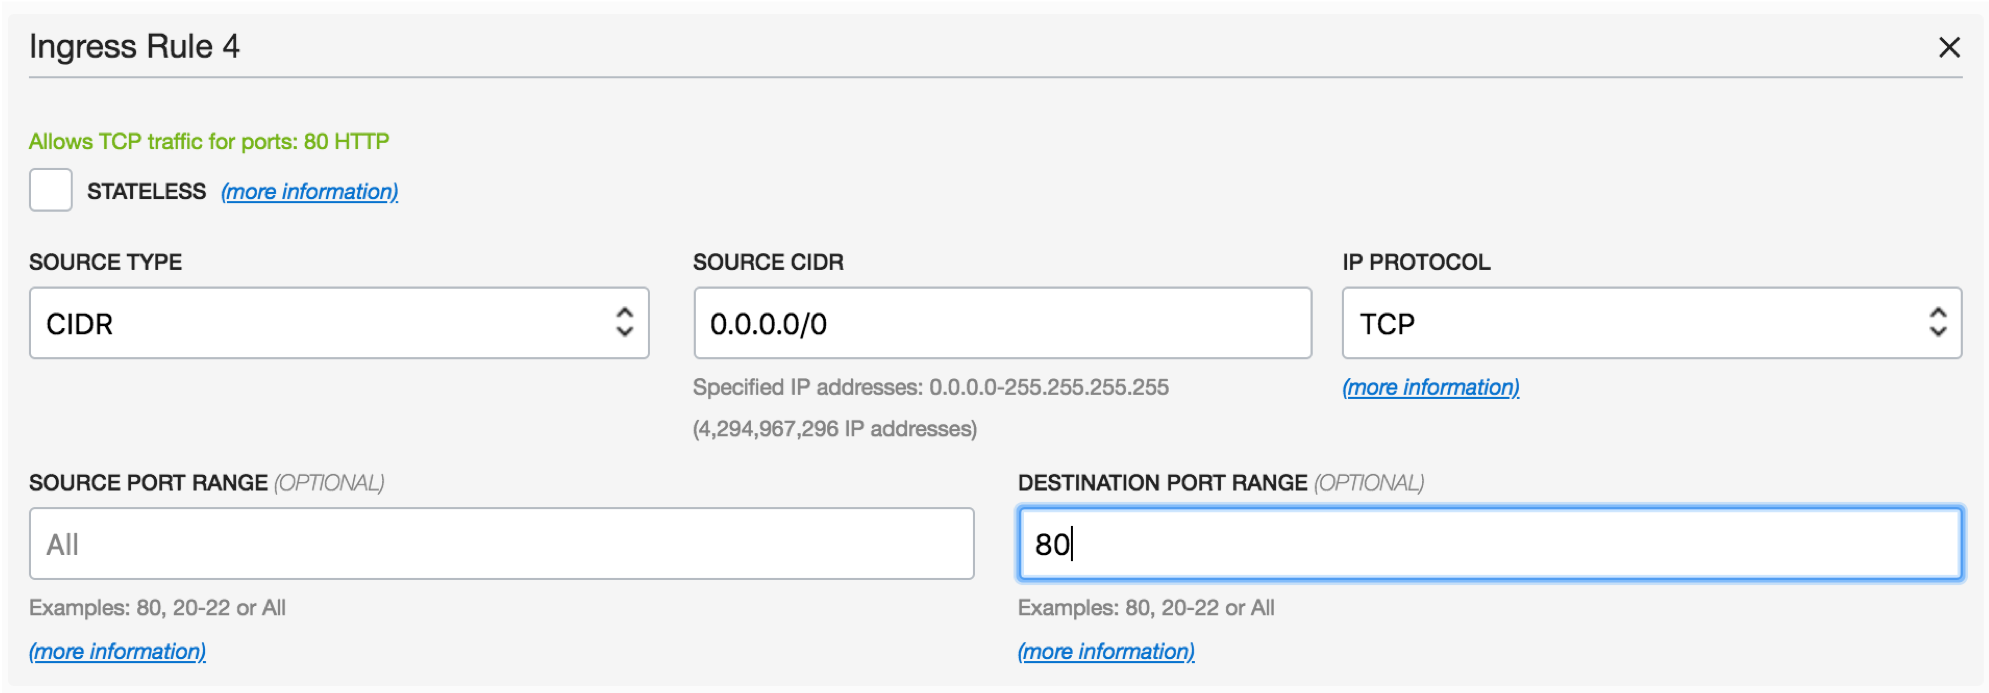 Ingress Rule 4
Allows TCP traffic for ports: 80 HTTP
STATELESS (more information)
SOURCE TYPE
CIDR
SOURCE CIDR
0.0.0.0/0
Specified IP addresses: 0.0.0.0-255.255.255.255
(4,294,967,296 IP addresses)
IP PROTOCOL
TCP
(more information)
SOURCE PORT RANGE (OPTIONAL)
All
Examples: 80, 20-22 or All
(more information)
DESTINATION PORT RANGE (OPTIONAL)
80
Examples: 80, 20-22 or All
(more information)